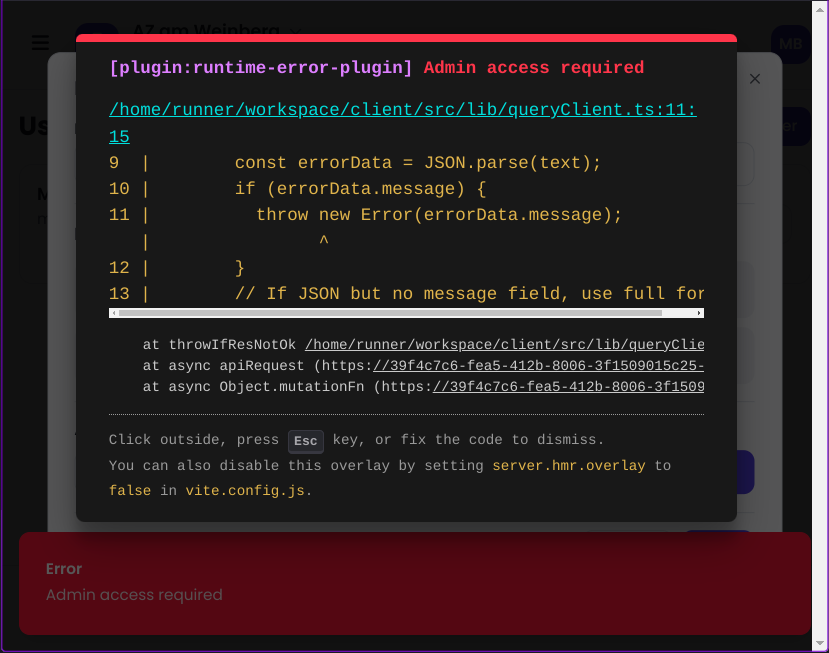 AZ am Weinberg
MB
[plugin:runtime-error-plugin] Admin access required
Us
er
/home/runner/workspace/client/src/lib/queryClient.ts:11:
15
9  |        const errorData = JSON.parse(text);
10 |        if (errorData.message) {
11 |          throw new Error(errorData.message);
   |                ^
12 |        }
13 |        // If JSON but no message field, use full for
at throwIfResNotOk /home/runner/workspace/client/src/lib/queryClie
at async apiRequest (https://39f4c7c6-fea5-412b-8006-3f1509015c25-
at async Object.mutationFn (https://39f4c7c6-fea5-412b-8006-3f1509
Click outside, press Esc key, or fix the code to dismiss.
You can also disable this overlay by setting server.hmr.overlay to
false in vite.config.js.
Error
Admin access required